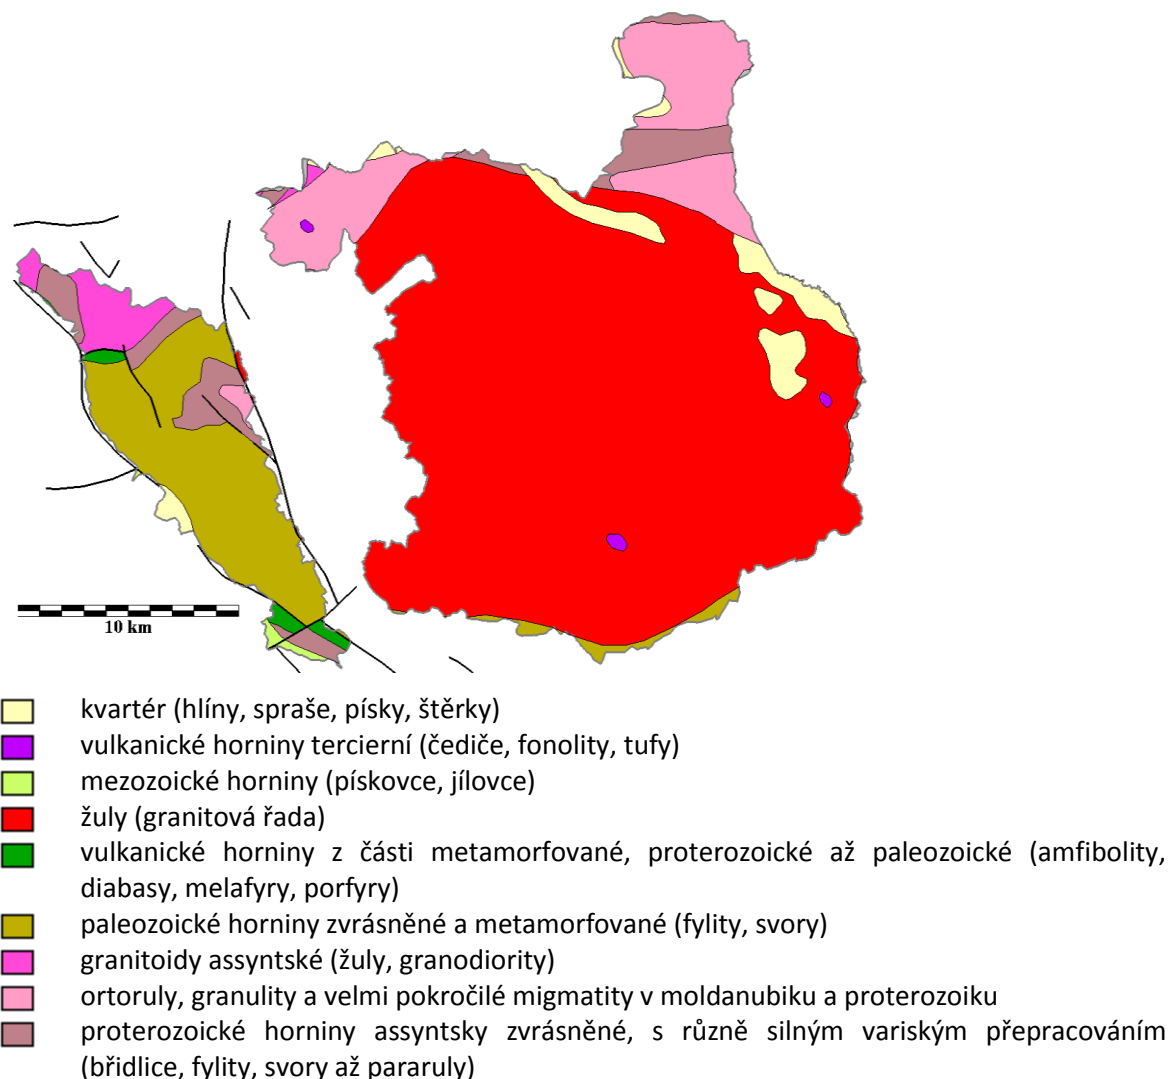 10 km
kvartér (hlíny, spraše, písky, štěrky)
vulkanické horniny tercierní (čediče, fonolity, tufy)
mezozoické horniny (pískovce, jílovce)
žuly (granitová řada)
vulkanické horniny z části metamorfované, proterozoické až paleozoické (amfibolity,
diabasy, melafyry, porfyry)
paleozoické horniny zvrásněné a metamorfované (fylity, svory)
granitoidy assyntské (žuly, granodiority)
ortoruly, granulity a velmi pokročilé migmatity v moldanubiku a proterozoiku
proterozoické horniny assyntsky zvrásněné, s různě silným variským přepracováním
(břidlice, fylity, svory až pararuly)